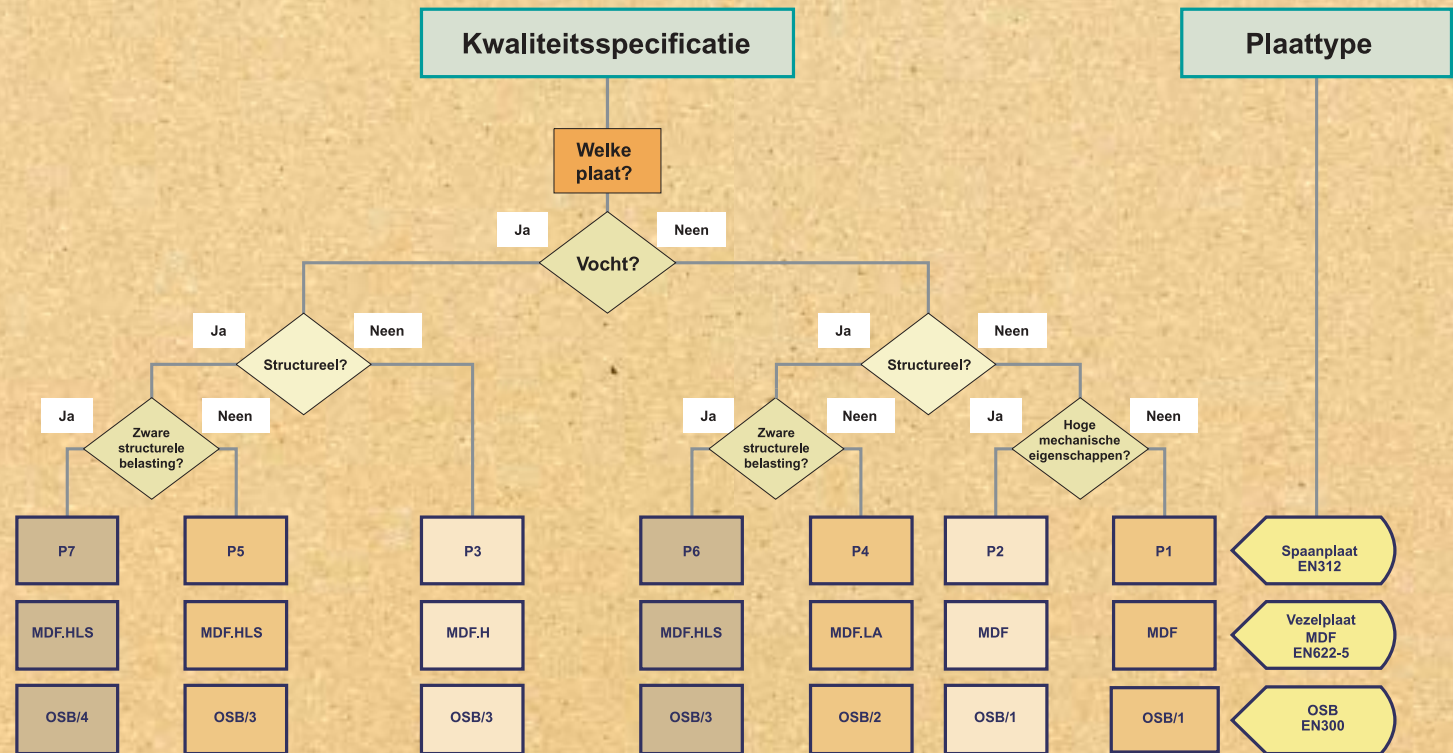 Kwaliteitsspecificatie
Plaattype
Welke
plaat?
Ja
Neen
Vocht?
Ja
Neen
Ja
Neen
Structureel?
Structureel?
Ja
Neen
Ja
Neen
Ja
Neen
Zware
structurele
belasting?
Zware
structurele
belasting?
Hoge
mechanische
eigenschappen?
P7
P5
P3
P6
P4
P2
P1
Spaanplaat
EN312
MDF.HLS
MDF.HLS
MDF.H
MDF.HLS
MDF.LA
MDF
MDF
Vezelplaat
MDF
EN622-5
OSB/4
OSB/3
OSB/3
OSB/3
OSB/2
OSB/1
OSB/1
OSB
EN300